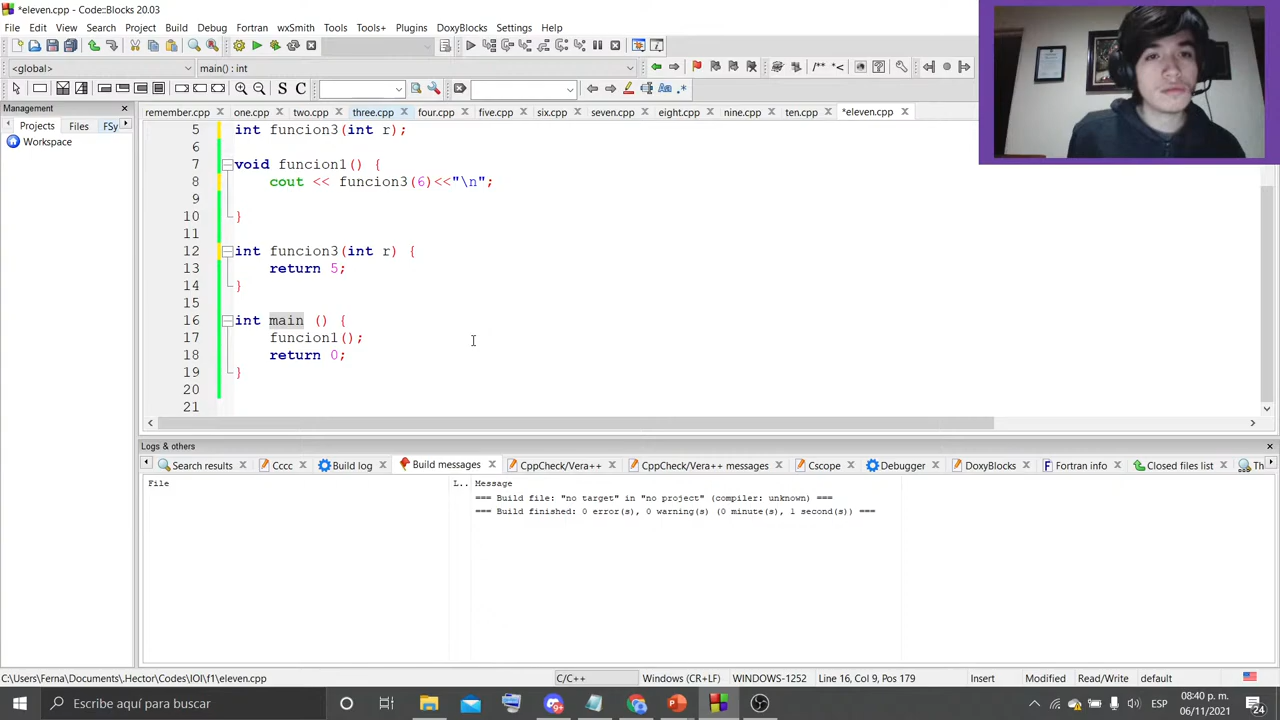 *eleven.cpp - Code::Blocks 20.03
File Edit View Search Project Build Debug Fortran wxSmith Tools Tools+ Plugins DoxyBlocks Settings Help
<global> main() : int
/** *<
S C
Aa .*
Management
Projects Files FSy
Workspace
remember.cpp one.cpp two.cpp three.cpp four.cpp five.cpp six.cpp seven.cpp eight.cpp nine.cpp ten.cpp *eleven.cpp
5 int funcion3(int r);
6
7 void funcion1() {
8 cout << funcion3(6)<<"\n";
9
10 }
11
12 int funcion3(int r) {
13 return 5;
14 }
15
16 int main () {
17 funcion1();
18 return 0;
19 }
20
21
Logs & others
Search results Cccc Build log Build messages CppCheck/Vera++ CppCheck/Vera++ messages Cscope Debugger DoxyBlocks Fortran info Closed files list Th
File L.. Message
=== Build file: "no target" in "no project" (compiler: unknown) ===
=== Build finished: 0 error(s), 0 warning(s) (0 minute(s), 1 second(s)) ===
C:\Users\Ferna\Documents\.Hector\Codes\IOI\f1\eleven.cpp C/C++ Windows (CR+LF) WINDOWS-1252 Line 16, Col 9, Pos 179 Insert Modified Read/Write default
Escribe aquí para buscar
ESP
08:40 p. m.
06/11/2021
24